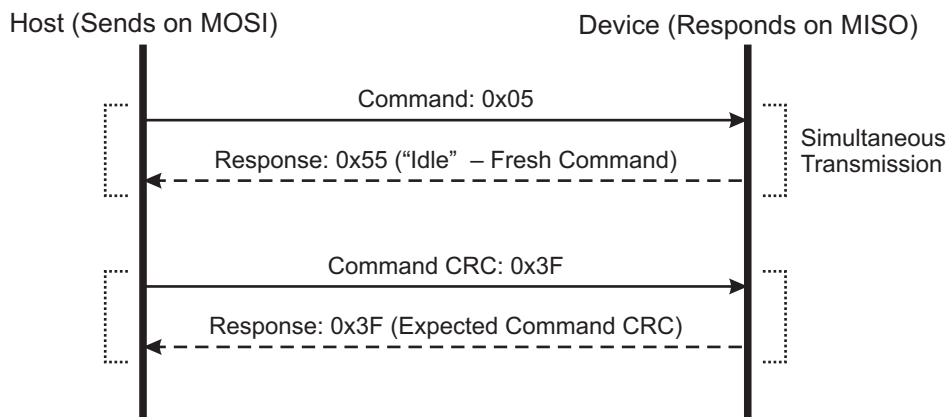 Host (Sends on MOSI)
Device (Responds on MISO)
Command: 0x05
Response: 0x55 (“Idle” – Fresh Command)
Simultaneous
Transmission
Command CRC: 0x3F
Response: 0x3F (Expected Command CRC)